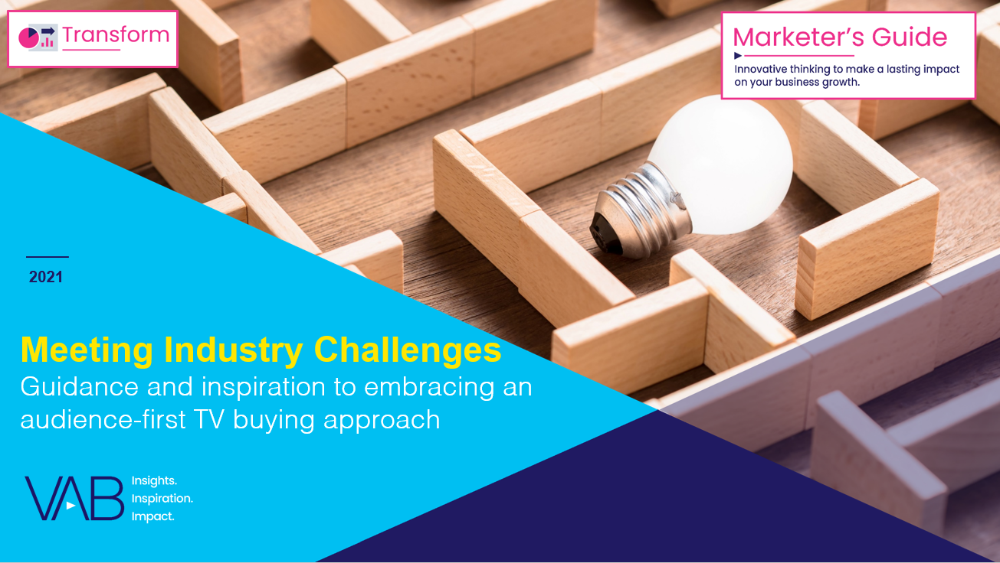 Transform
Marketer's Guide
Innovative thinking to make a lasting impact
on your business growth.
2021
Meeting Industry Challenges
Guidance and inspiration to embracing an
audience-first TV buying approach
VAB
Insights.
Inspiration.
Impact.